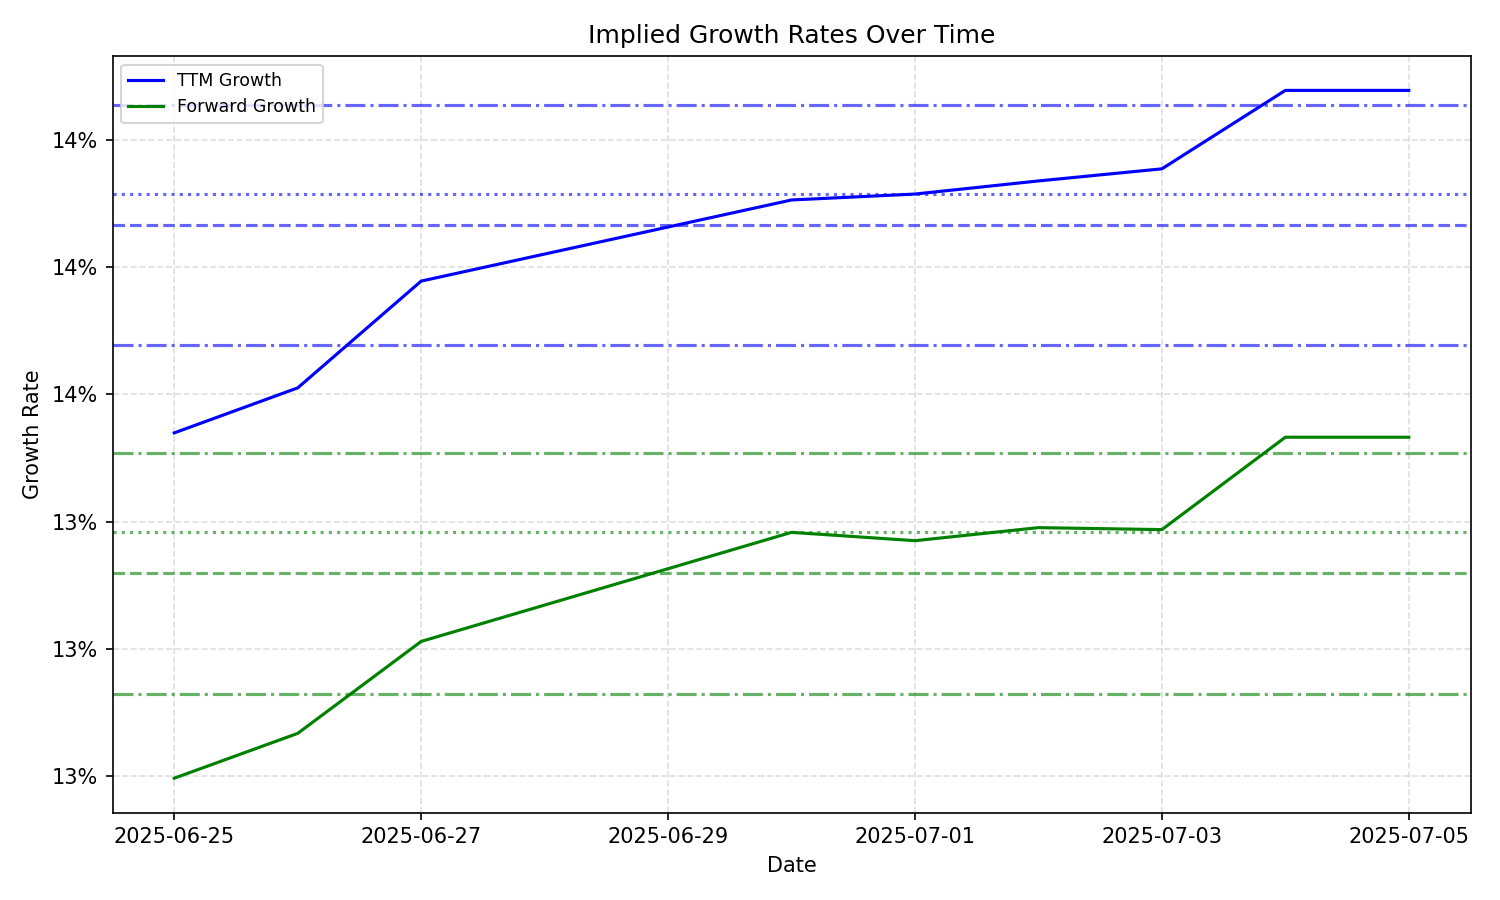 Implied Growth Rates Over Time
TTM Growth
Forward Growth
14%
14%
14%
13%
13%
13%
Growth Rate
2025-06-25
2025-06-27
2025-06-29
2025-07-01
2025-07-03
2025-07-05
Date